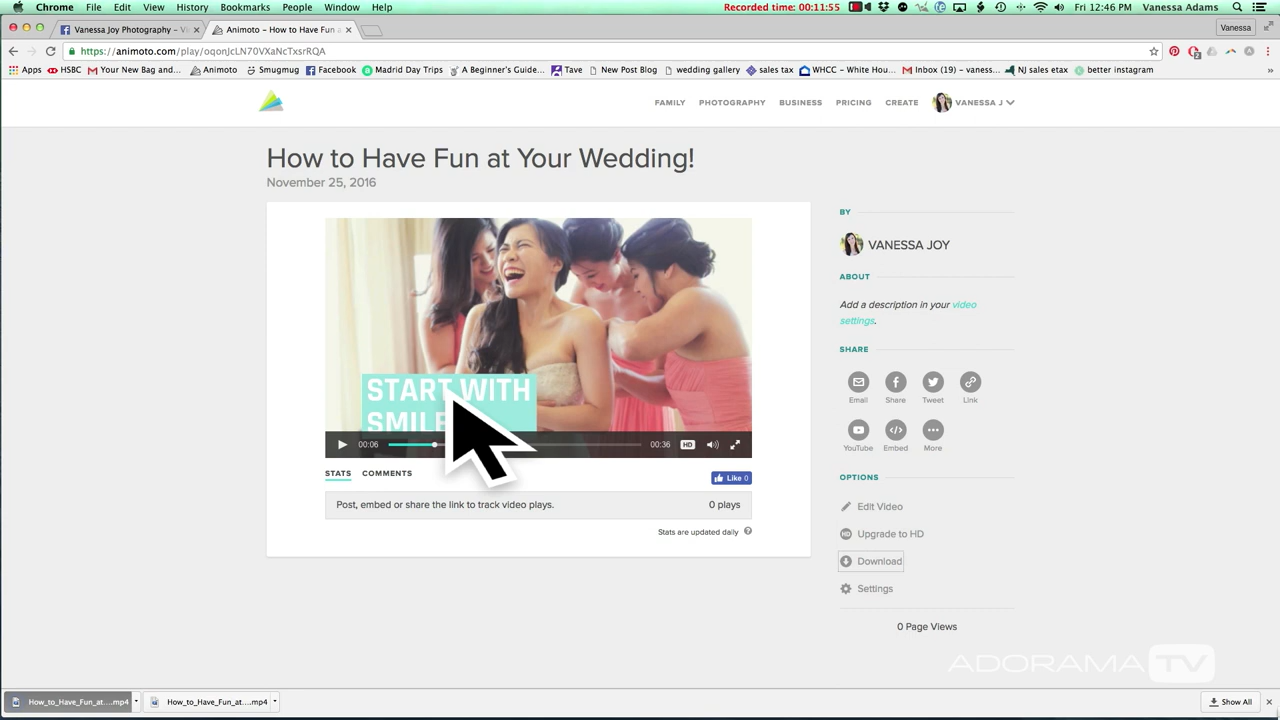 Chrome File Edit View History Bookmarks People Window Help Recorded time: 00:11:55 Fri 12:46 PM Vanessa Adams
Vanessa Joy Photography – Vi Animoto – How to Have Fun a Vanessa
https://animoto.com/play/oqonJcLN70VXaNcTxsrRQA
Apps HSBC Your New Bag and... Animoto Smugmug Facebook Madrid Day Trips A Beginner's Guide... Tave New Post Blog wedding gallery sales tax WHCC - White Hou... Inbox (19) – vaness... NJ sales etax better instagram »
FAMILY PHOTOGRAPHY BUSINESS PRICING CREATE VANESSA J
How to Have Fun at Your Wedding!
November 25, 2016
START WITH
SMILE
00:06 00:36 HD
STATS COMMENTS Like 0
Post, embed or share the link to track video plays. 0 plays
Stats are updated daily ?
BY
VANESSA JOY
ABOUT
Add a description in your video
settings.
SHARE
Email Share Tweet Link
YouTube Embed More
OPTIONS
Edit Video
HD Upgrade to HD
Download
Settings
0 Page Views
ADORAMA TV
How_to_Have_Fun_at....mp4 How_to_Have_Fun_at....mp4 Show All